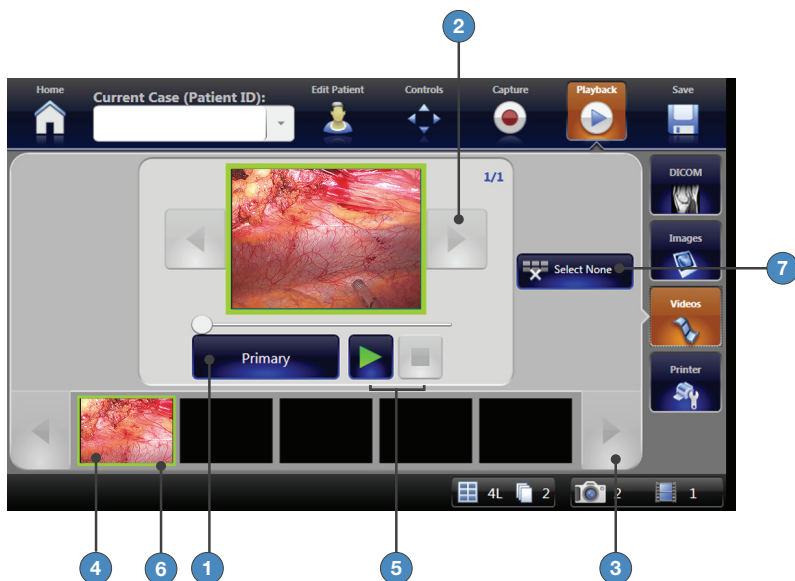 2
Home
Current Case (Patient ID):
Edit Patient
Controls
Capture
Playback
Save
1/1
DICOM
Images
Select None
7
Videos
Primary
Printer
4L 2 2 1
4 6 1 5 3